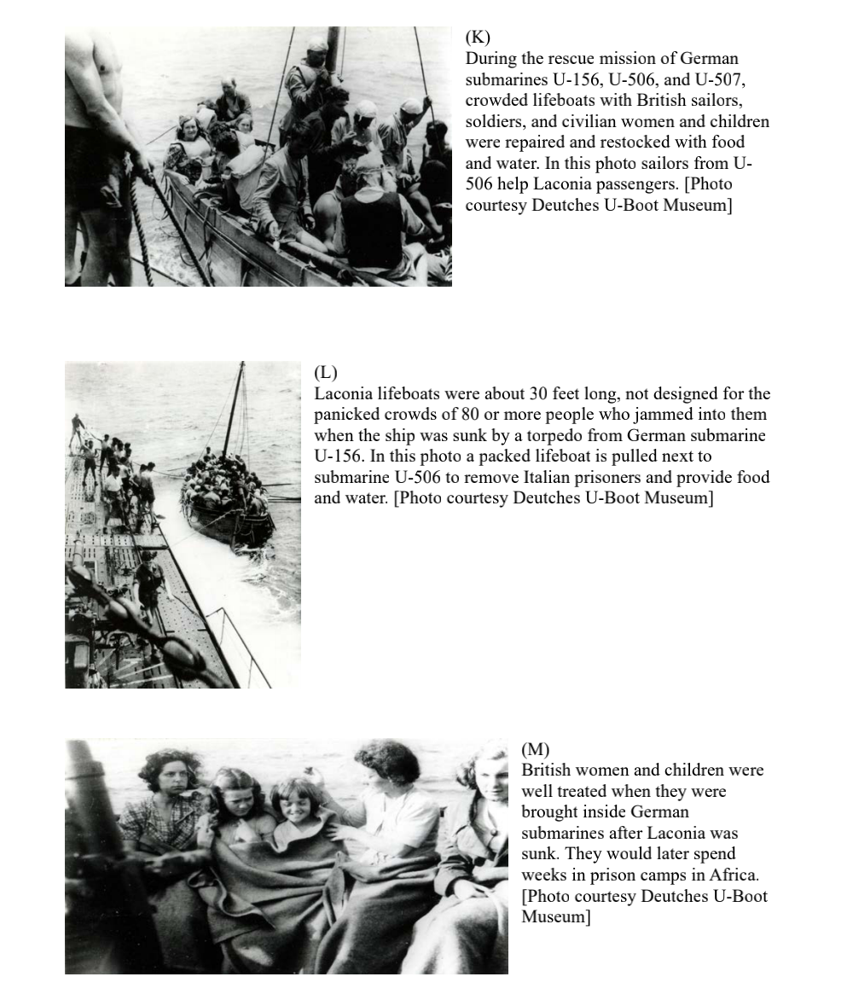 (K)
During the rescue mission of German
submarines U-156, U-506, and U-507,
crowded lifeboats with British sailors,
soldiers, and civilian women and children
were repaired and restocked with food
and water. In this photo sailors from U-
506 help Laconia passengers. [Photo
courtesy Deutches U-Boot Museum]
(L)
Laconia lifeboats were about 30 feet long, not designed for the
panicked crowds of 80 or more people who jammed into them
when the ship was sunk by a torpedo from German submarine
U-156. In this photo a packed lifeboat is pulled next to
submarine U-506 to remove Italian prisoners and provide food
and water. [Photo courtesy Deutches U-Boot Museum]
(M)
British women and children were
well treated when they were
brought inside German
submarines after Laconia was
sunk. They would later spend
weeks in prison camps in Africa.
[Photo courtesy Deutches U-Boot
Museum]